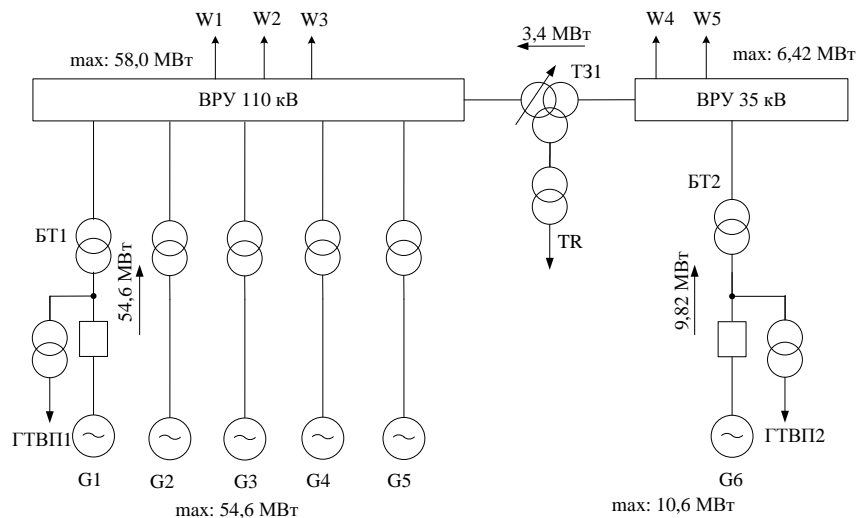 W1 W2 W3
W4 W5
max: 58,0 МВт
3,4 МВт
max: 6,42 МВт
ТЗ1
ВРУ 110 кВ
ВРУ 35 кВ
БТ1
БТ2
54,6 МВт
TR
9,82 МВт
ГТВП1
ГТВП2
G1 G2 G3 G4 G5
G6
max: 54,6 МВт
max: 10,6 МВт